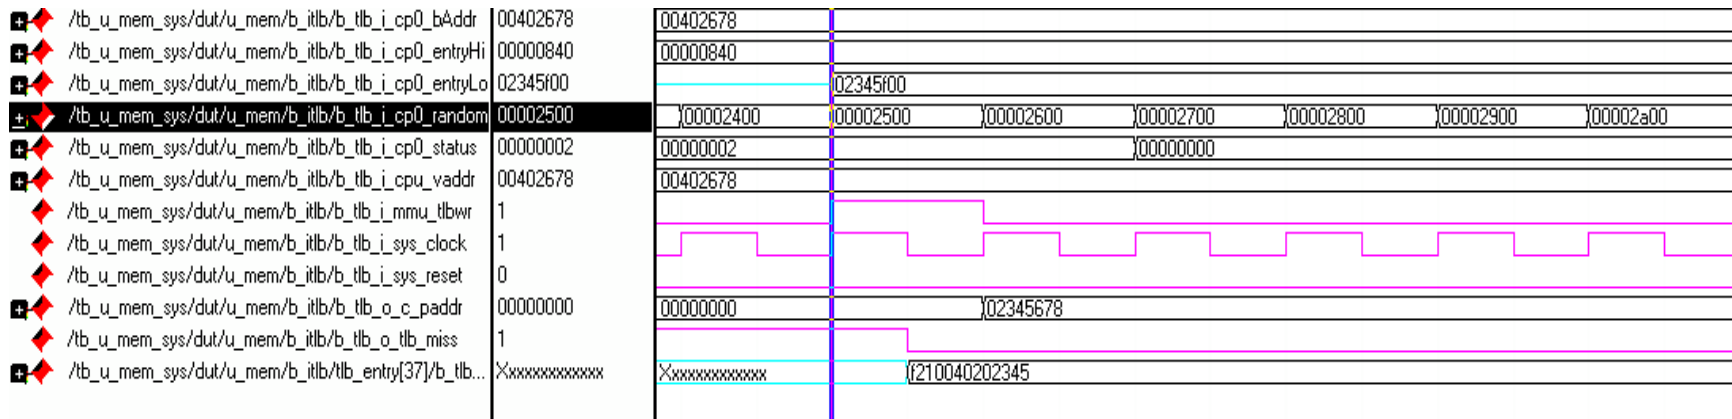 /tb_u_mem_sys/dut/u_mem/b_itlb/b_tlb_i_cp0_bAddr 00402678 00402678
/tb_u_mem_sys/dut/u_mem/b_itlb/b_tlb_i_cp0_entryHi 00000840 00000840
/tb_u_mem_sys/dut/u_mem/b_itlb/b_tlb_i_cp0_entryLo 02345f00 02345f00
/tb_u_mem_sys/dut/u_mem/b_itlb/b_tlb_i_cp0_random 00002500 00002400 00002500 00002600 00002700 00002800 00002900 00002a00
/tb_u_mem_sys/dut/u_mem/b_itlb/b_tlb_i_cp0_status 00000002 00000002 00000000
/tb_u_mem_sys/dut/u_mem/b_itlb/b_tlb_i_cpu_vaddr 00402678 00402678
/tb_u_mem_sys/dut/u_mem/b_itlb/b_tlb_i_mmu_tlbwr 1
/tb_u_mem_sys/dut/u_mem/b_itlb/b_tlb_i_sys_clock 1
/tb_u_mem_sys/dut/u_mem/b_itlb/b_tlb_i_sys_reset 0
/tb_u_mem_sys/dut/u_mem/b_itlb/b_tlb_o_c_paddr 00000000 00000000 02345678
/tb_u_mem_sys/dut/u_mem/b_itlb/b_tlb_o_tlb_miss 1
/tb_u_mem_sys/dut/u_mem/b_itlb/tlb_entry[37]/b_tlb... Xxxxxxxxxxxxx Xxxxxxxxxxxxx f210040202345